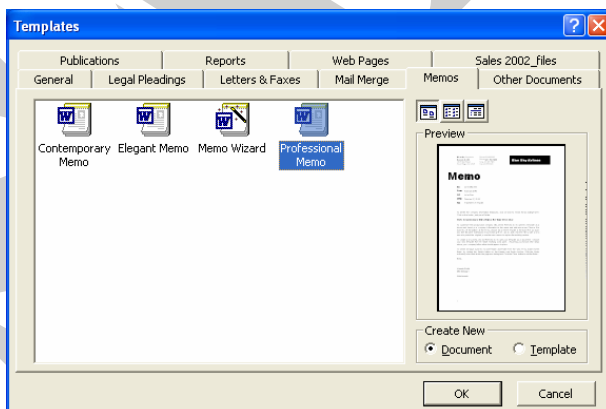 Templates
Publications Reports Web Pages Sales 2002_files
General Legal Pleadings Letters & Faxes Mail Merge Memos Other Documents
Contemporary Memo Elegant Memo Memo Wizard Professional Memo
Preview
Memo
Create New
Document Template
OK Cancel